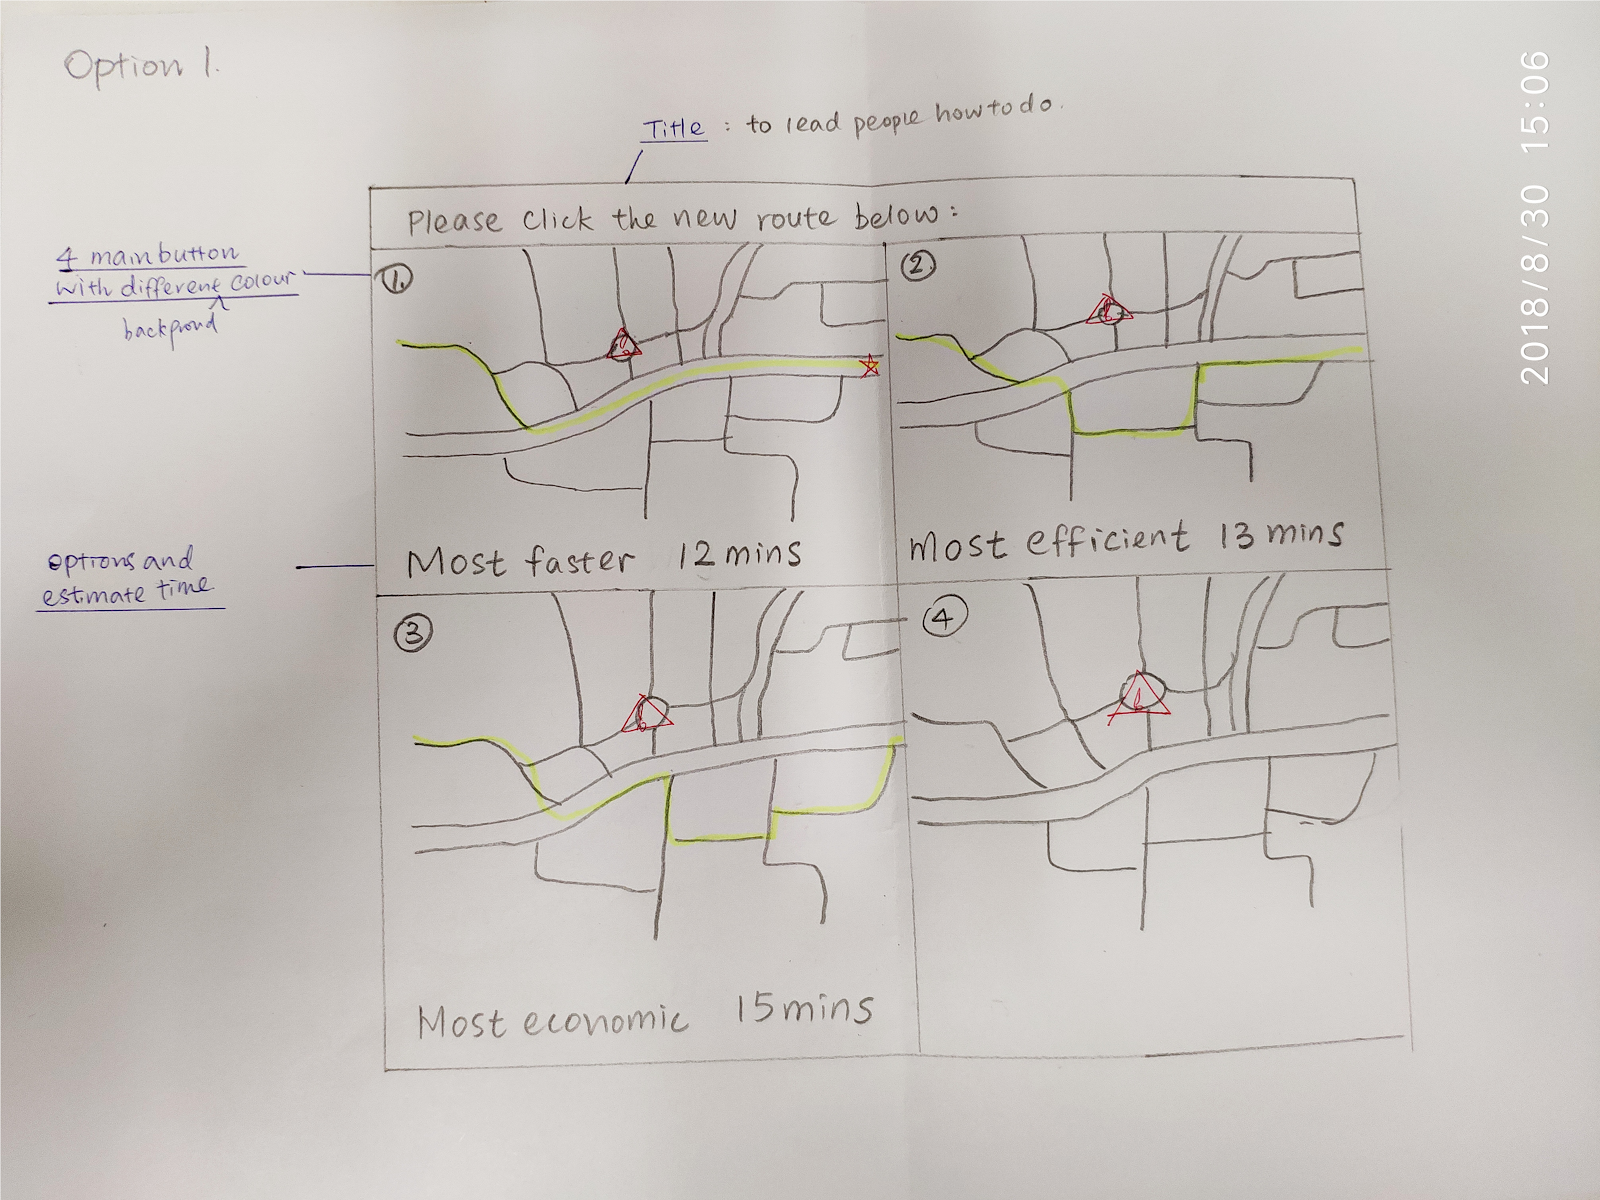 Option 1.
Title : to lead people how to do.
Please click the new route below:
4 main button
with different colour
backgroud
1.
2
Most faster 12 mins
Most efficient 13 mins
options and
estimate time
3
4
Most economic 15 mins
2018/8/30 15:06